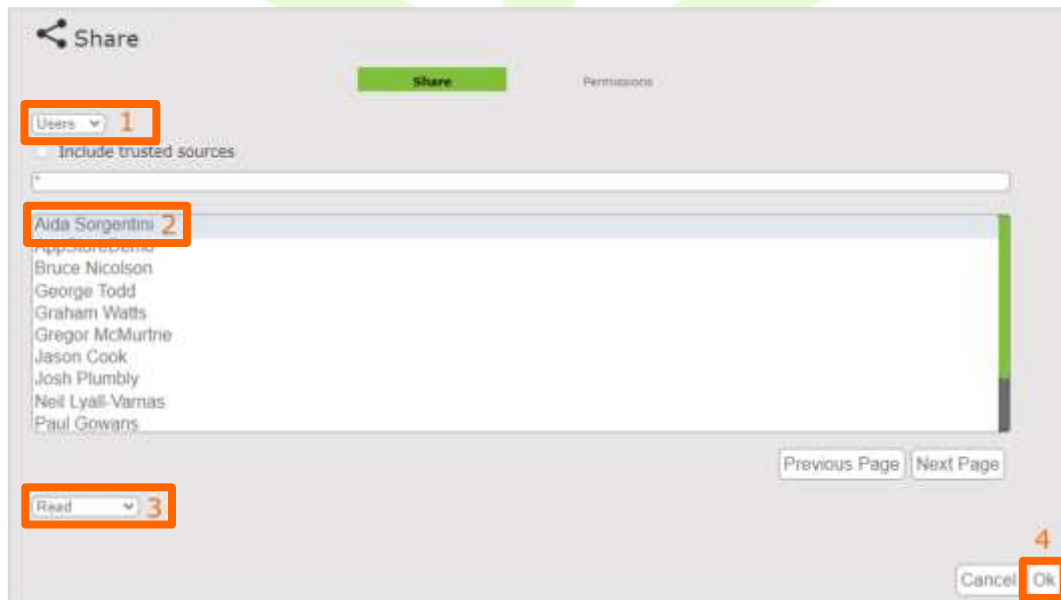 Share
Share Permissions
Users 1
Include trusted sources
*
Aida Sorgentini 2
AppStoreDemo
Bruce Nicolson
George Todd
Graham Watts
Gregor McMurtrie
Jason Cook
Josh Plumbly
Neil Lyall-Varnas
Paul Gowans
Previous Page Next Page
Read 3
4
Cancel Ok